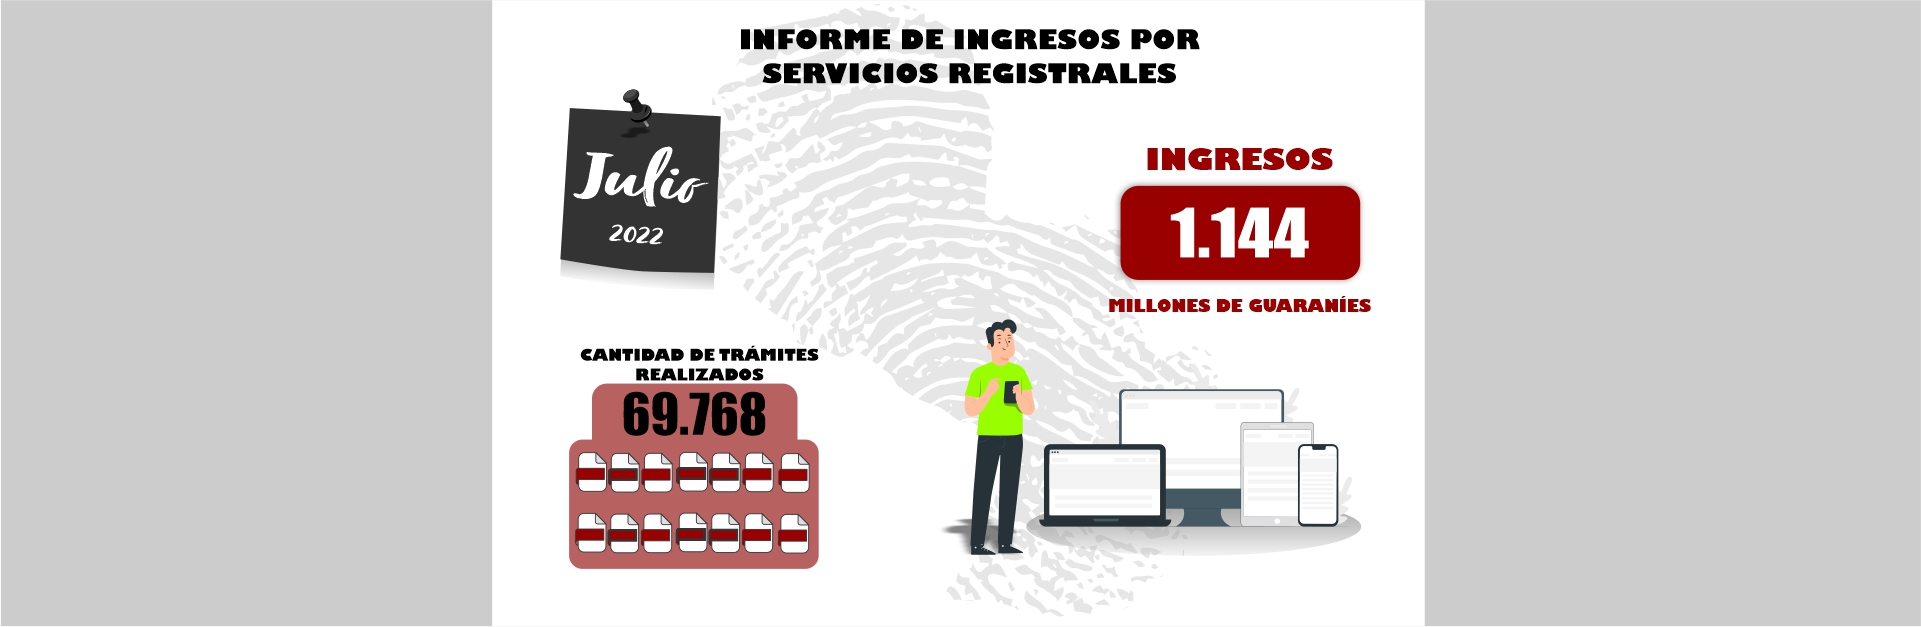 INFORME DE INGRESOS POR
SERVICIOS REGISTRALES
Julio
2022
INGRESOS
1.144
MILLONES DE GUARANÍES
CANTIDAD DE TRÁMITES
REALIZADOS
69.768